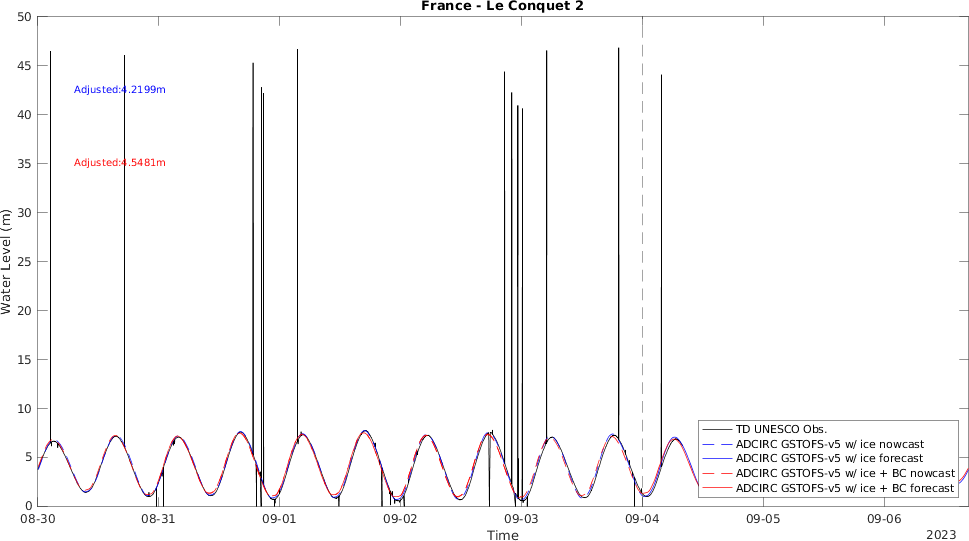 France - Le Conquet 2
Water Level (m)
50
45
40
35
30
25
20
15
10
5
0
Adjusted:4.2199m
Adjusted:4.5481m
TD UNESCO Obs.
ADCIRC GSTOFS-v5 w/ ice nowcast
ADCIRC GSTOFS-v5 w/ ice forecast
ADCIRC GSTOFS-v5 w/ ice + BC nowcast
ADCIRC GSTOFS-v5 w/ ice + BC forecast
08-30 08-31 09-01 09-02 09-03 09-04 09-05 09-06
Time
2023